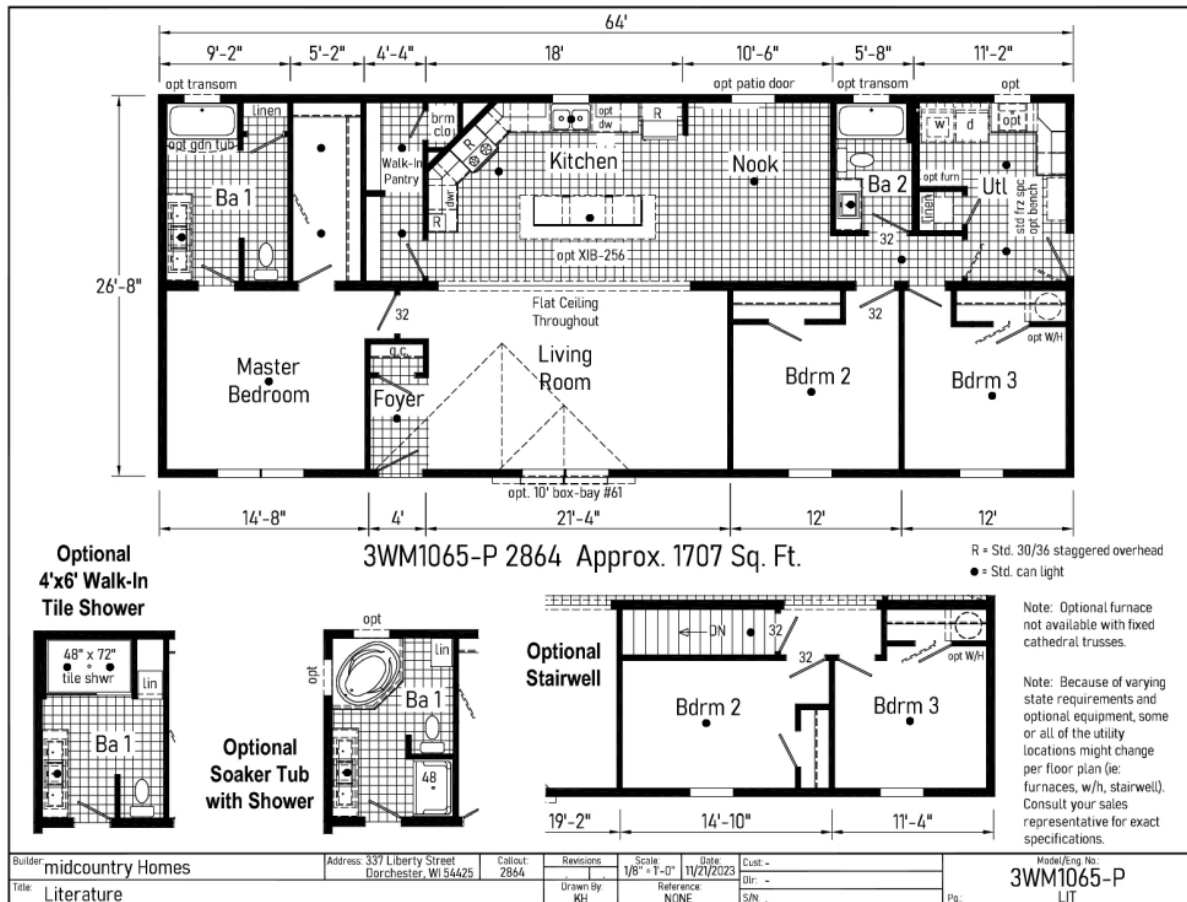 64'
9'-2" 5'-2" 4'-4" 18' 10'-6" 5'-8" 11'-2"
opt transom
opt patio door
opt transom
opt
26'-8"
linen
opt gdn tub
Ba 1
brm
clo
Walk-In
Pantry
R
dwr
R
opt
dw
R
Kitchen
opt XIB-256
Nook
Ba 2
32
w d
opt
opt furn
linen
Utl
std frz spc
opt bench
Master
Bedroom
32
g.c.
Foyer
Flat Ceiling
Throughout
Living
Room
opt. 10' box-bay #61
32
Bdrm 2
opt W/H
Bdrm 3
14'-8" 4' 21'-4" 12' 12'
3WM1065-P 2864 Approx. 1707 Sq. Ft.
R = Std. 30/36 staggered overhead
● = Std. can light
Optional
4'x6' Walk-In
Tile Shower
48" x 72"
tile shwr
lin
Ba 1
opt
opt
lin
Ba 1
48
Optional
Soaker Tub
with Shower
Optional
Stairwell
DN
32
32
opt W/H
Bdrm 2
Bdrm 3
19'-2" 14'-10" 11'-4"
Note: Optional furnace
not available with fixed
cathedral trusses.
Note: Because of varying
state requirements and
optional equipment, some
or all of the utility
locations might change
per floor plan (ie:
furnaces, w/h, stairwell).
Consult your sales
representative for exact
specifications.
Builder: midcountry Homes
Address: 337 Liberty Street
Dorchester, WI 54425
Callout:
2864
Revisions
Scale:
1/8" = 1'-0"
Date:
11/21/2023
Cust: -
Dlr: -
S/N: .
Model/Eng. No.:
3WM1065-P
Title: Literature
Drawn By:
KH
Reference:
NONE
Pg.: LIT